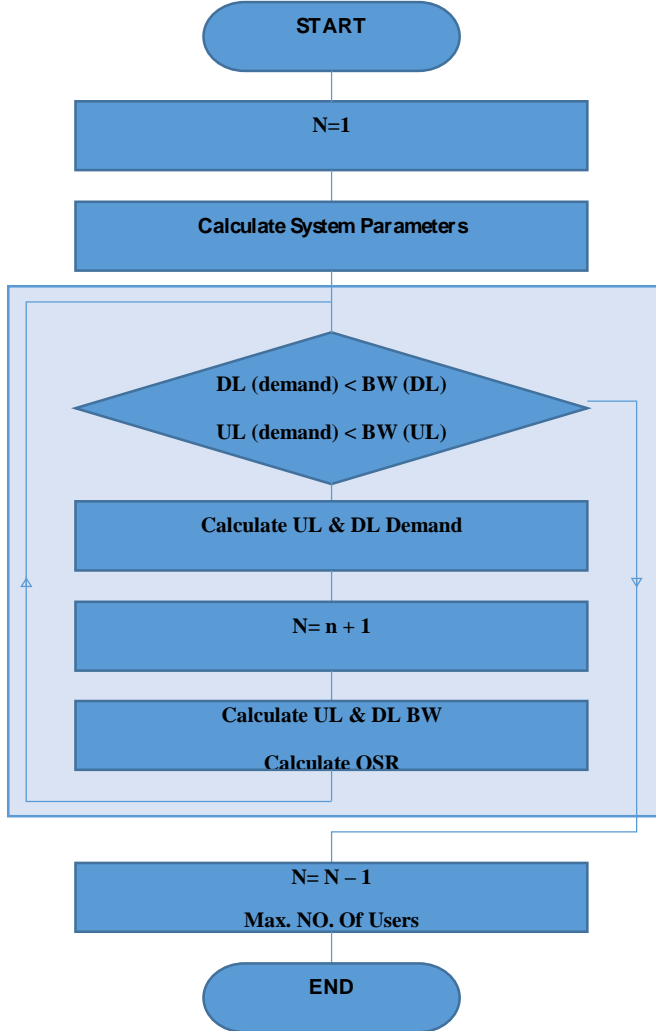 START
N=1
Calculate System Parameters
DL (demand) < BW (DL)
UL (demand) < BW (UL)
Calculate UL & DL Demand
N= n + 1
Calculate UL & DL BW
Calculate OSR
N= N – 1
Max. NO. Of Users
END